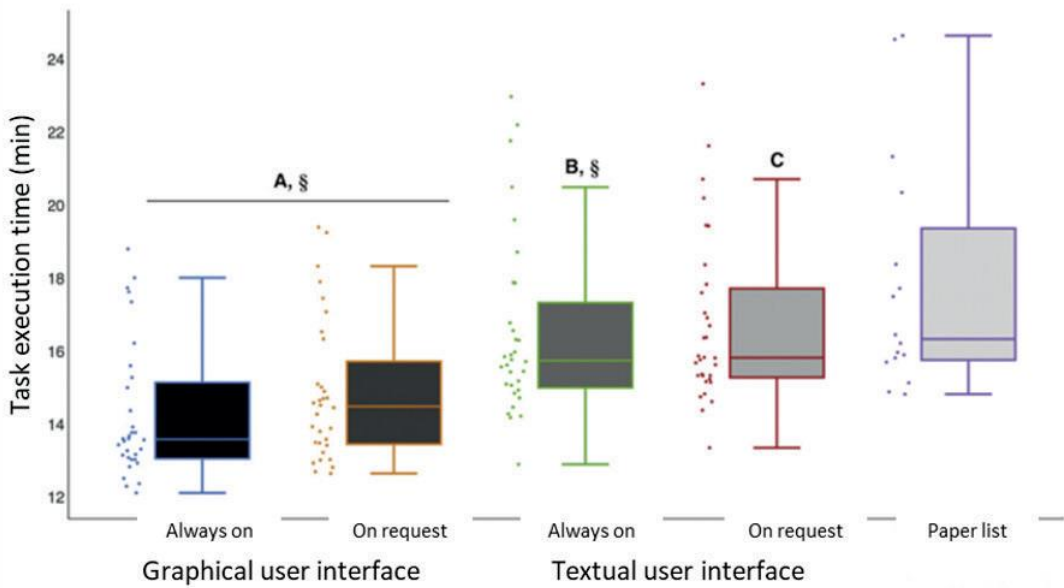 Task execution time (min)
24
22
20
18
16
14
12
A, §
B, §
C
Always on
On request
Always on
On request
Paper list
Graphical user interface
Textual user interface